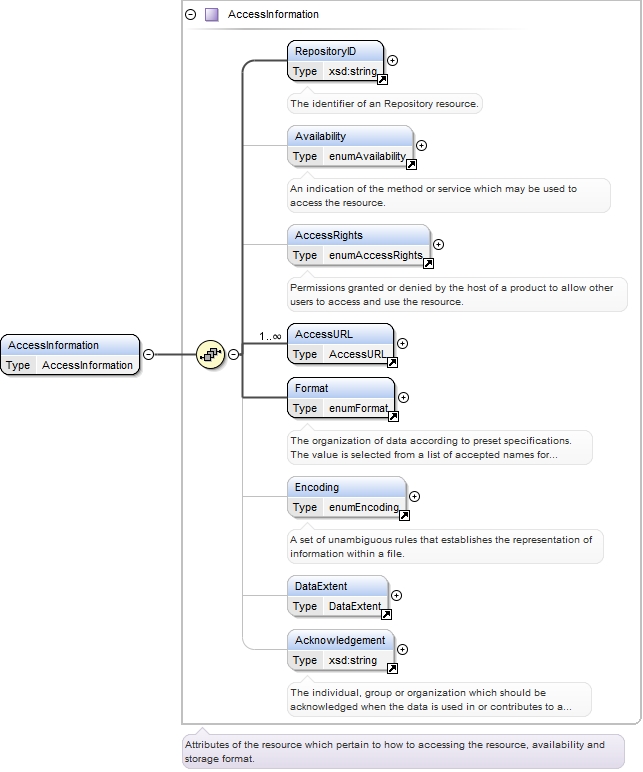 AccessInformation
RepositoryID
Type xsd:string
The identifier of an Repository resource.
Availability
Type enumAvailability
An indication of the method or service which may be used to
access the resource.
AccessRights
Type enumAccessRights
Permissions granted or denied by the host of a product to allow other
users to access and use the resource.
1..∞
AccessURL
Type AccessURL
AccessInformation
Type AccessInformation
Format
Type enumFormat
The organization of data according to preset specifications.
The value is selected from a list of accepted names for...
Encoding
Type enumEncoding
A set of unambiguous rules that establishes the representation of
information within a file.
DataExtent
Type DataExtent
Acknowledgement
Type xsd:string
The individual, group or organization which should be
acknowledged when the data is used in or contributes to a...
Attributes of the resource which pertain to how to accessing the resource, availability and
storage format.